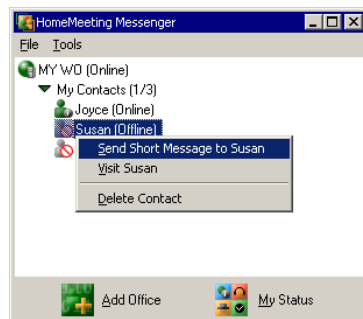 HomeMeeting Messenger
File Tools
MY WO (Online)
My Contacts (1/3)
Joyce (Online)
Susan (Offline)
Send Short Message to Susan
Visit Susan
Delete Contact
Add Office My Status